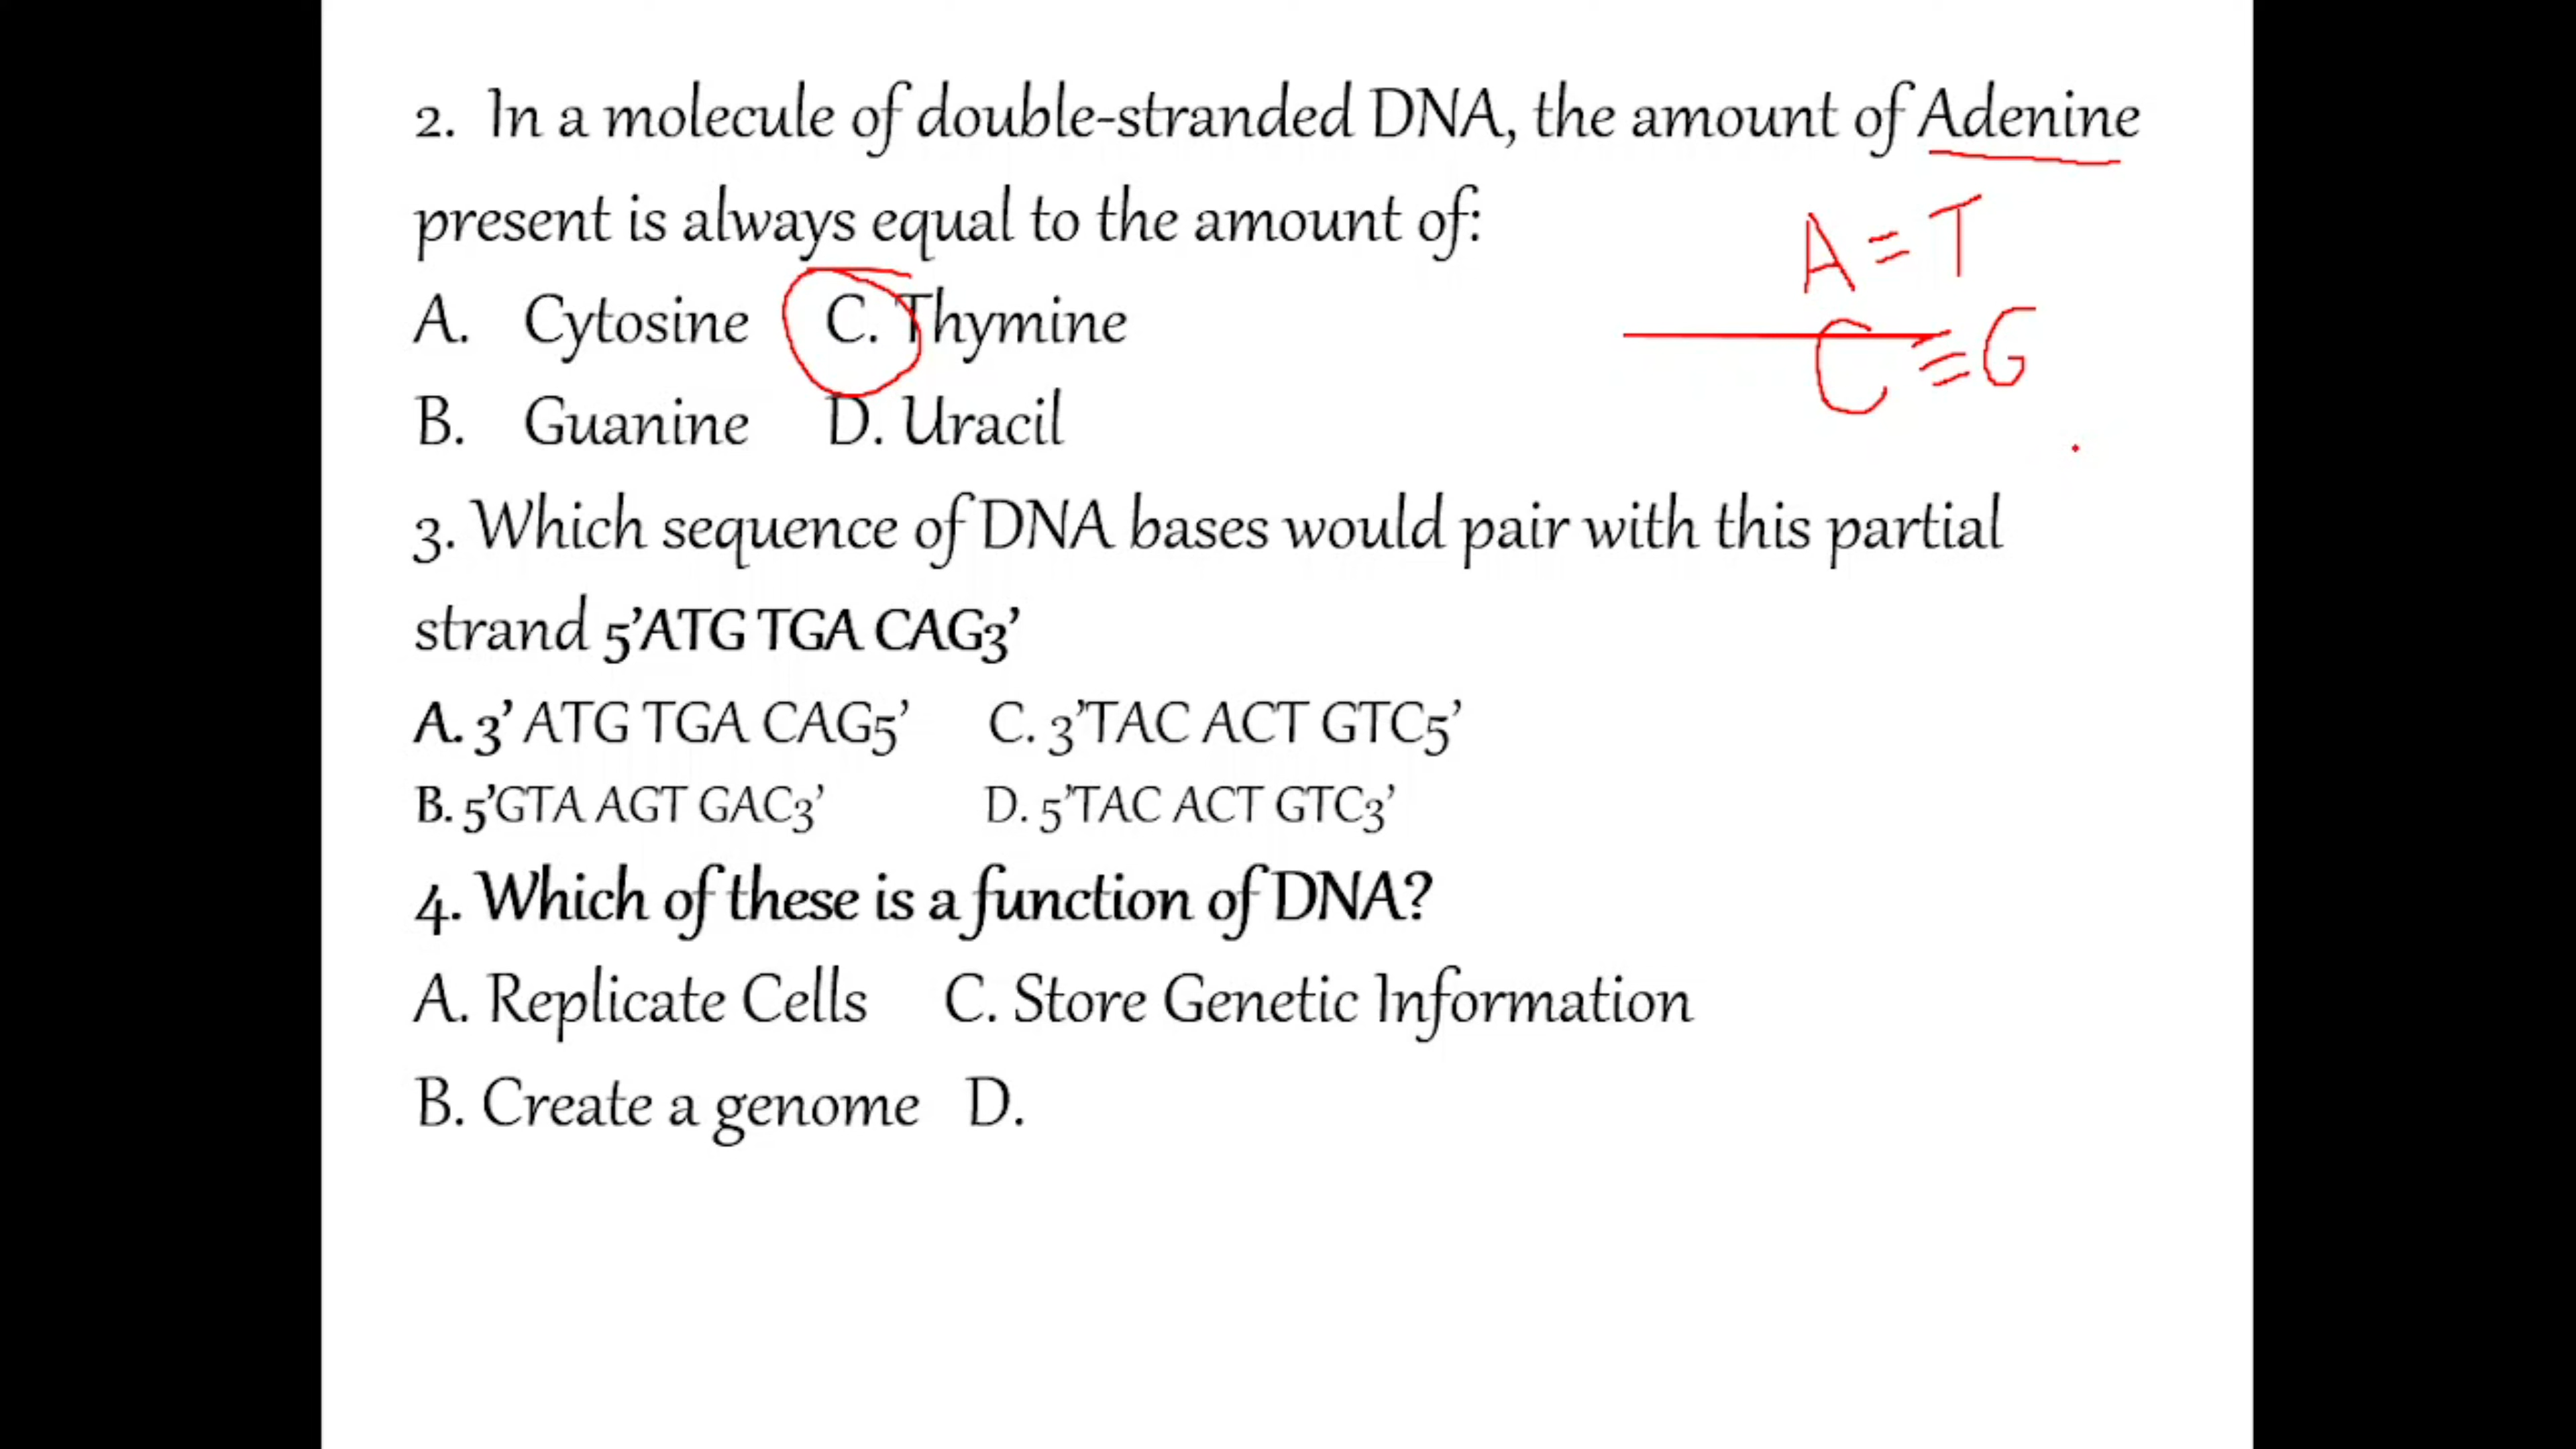 2. In a molecule of double-stranded DNA, the amount of Adenine
present is always equal to the amount of:
A = T
A. Cytosine C. Thymine
C ≡ G
B. Guanine D. Uracil
3. Which sequence of DNA bases would pair with this partial
strand 5’ATG TGA CAG3’
A. 3’ ATG TGA CAG5’ C. 3’TAC ACT GTC5’
B. 5’GTA AGT GAC3’ D. 5’TAC ACT GTC3’
4. Which of these is a function of DNA?
A. Replicate Cells C. Store Genetic Information
B. Create a genome D.